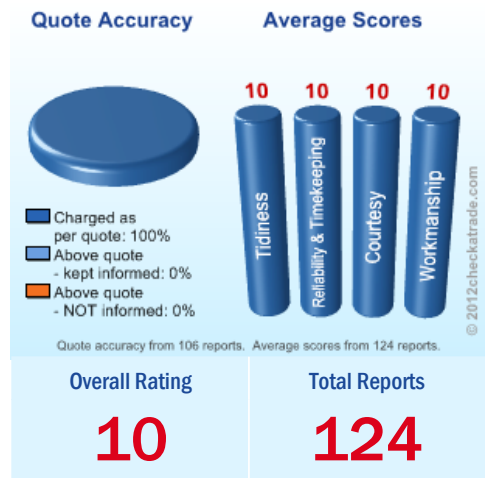 Quote Accuracy
Average Scores
10 10 10 10
Tidiness
Reliability & Timekeeping
Courtesy
Workmanship
Charged as
per quote: 100%
Above quote
- kept informed: 0%
Above quote
- NOT informed: 0%
© 2012checkatrade.com
Quote accuracy from 106 reports. Average scores from 124 reports.
Overall Rating
10
Total Reports
124